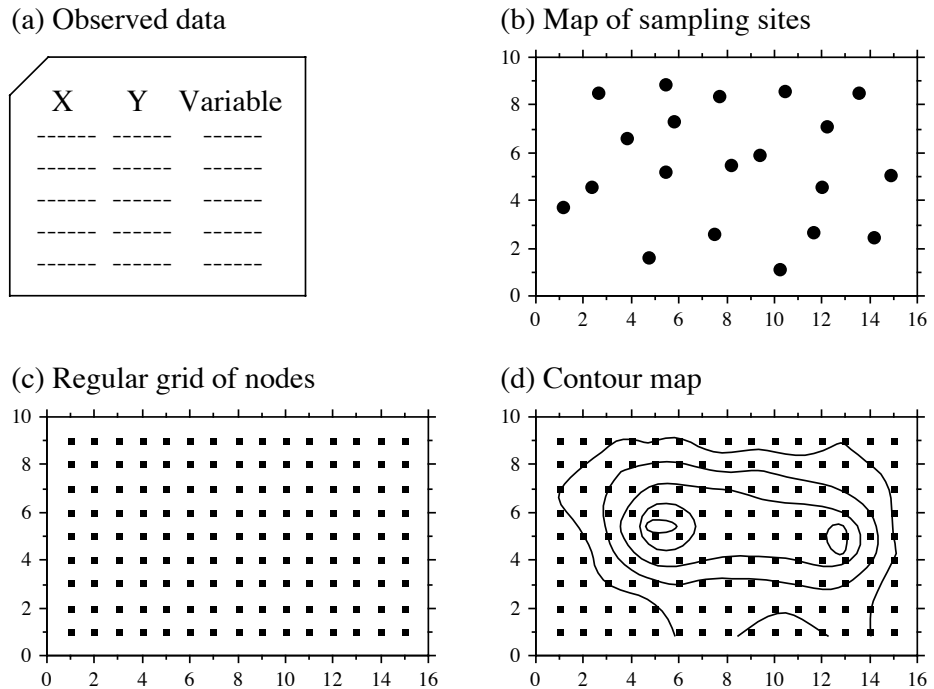 (a) Observed data
X Y Variable
(b) Map of sampling sites
10
8
6
4
2
0
0 2 4 6 8 10 12 14 16
(c) Regular grid of nodes
10
8
6
4
2
0
0 2 4 6 8 10 12 14 16
(d) Contour map
10
8
6
4
2
0
0 2 4 6 8 10 12 14 16